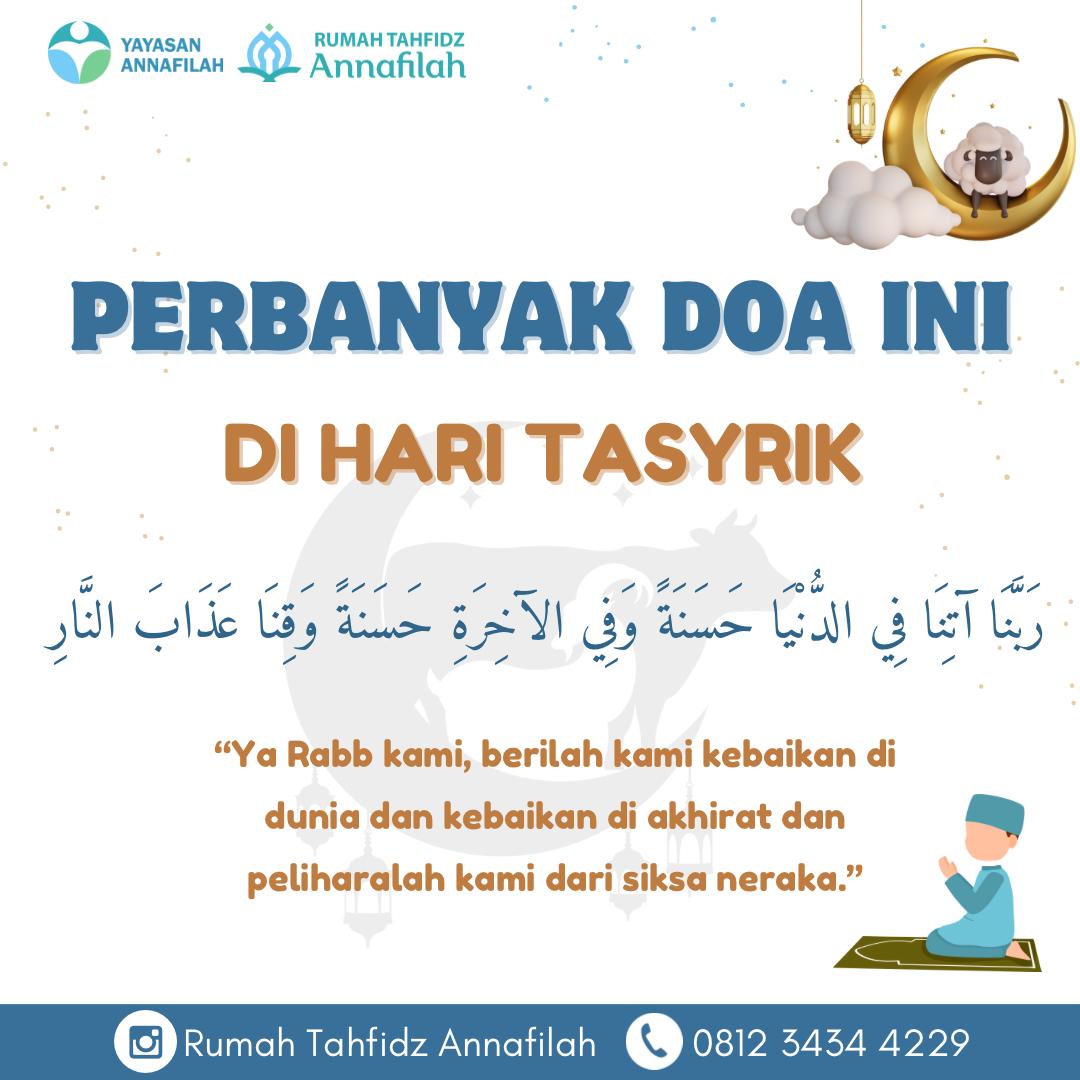 YAYASAN
ANNAFILAH
RUMAH TAHFIDZ
Annafilah
PERBANYAK DOA INI
DI HARI TASYRIK
رَبَّنَا آتِنَا فِي الدُّنْيَا حَسَنَةً وَفِي الآخِرَةِ حَسَنَةً وَقِنَا عَذَابَ النَّارِ
“Ya Rabb kami, berilah kami kebaikan di
dunia dan kebaikan di akhirat dan
peliharalah kami dari siksa neraka.”
Rumah Tahfidz Annafilah
0812 3434 4229